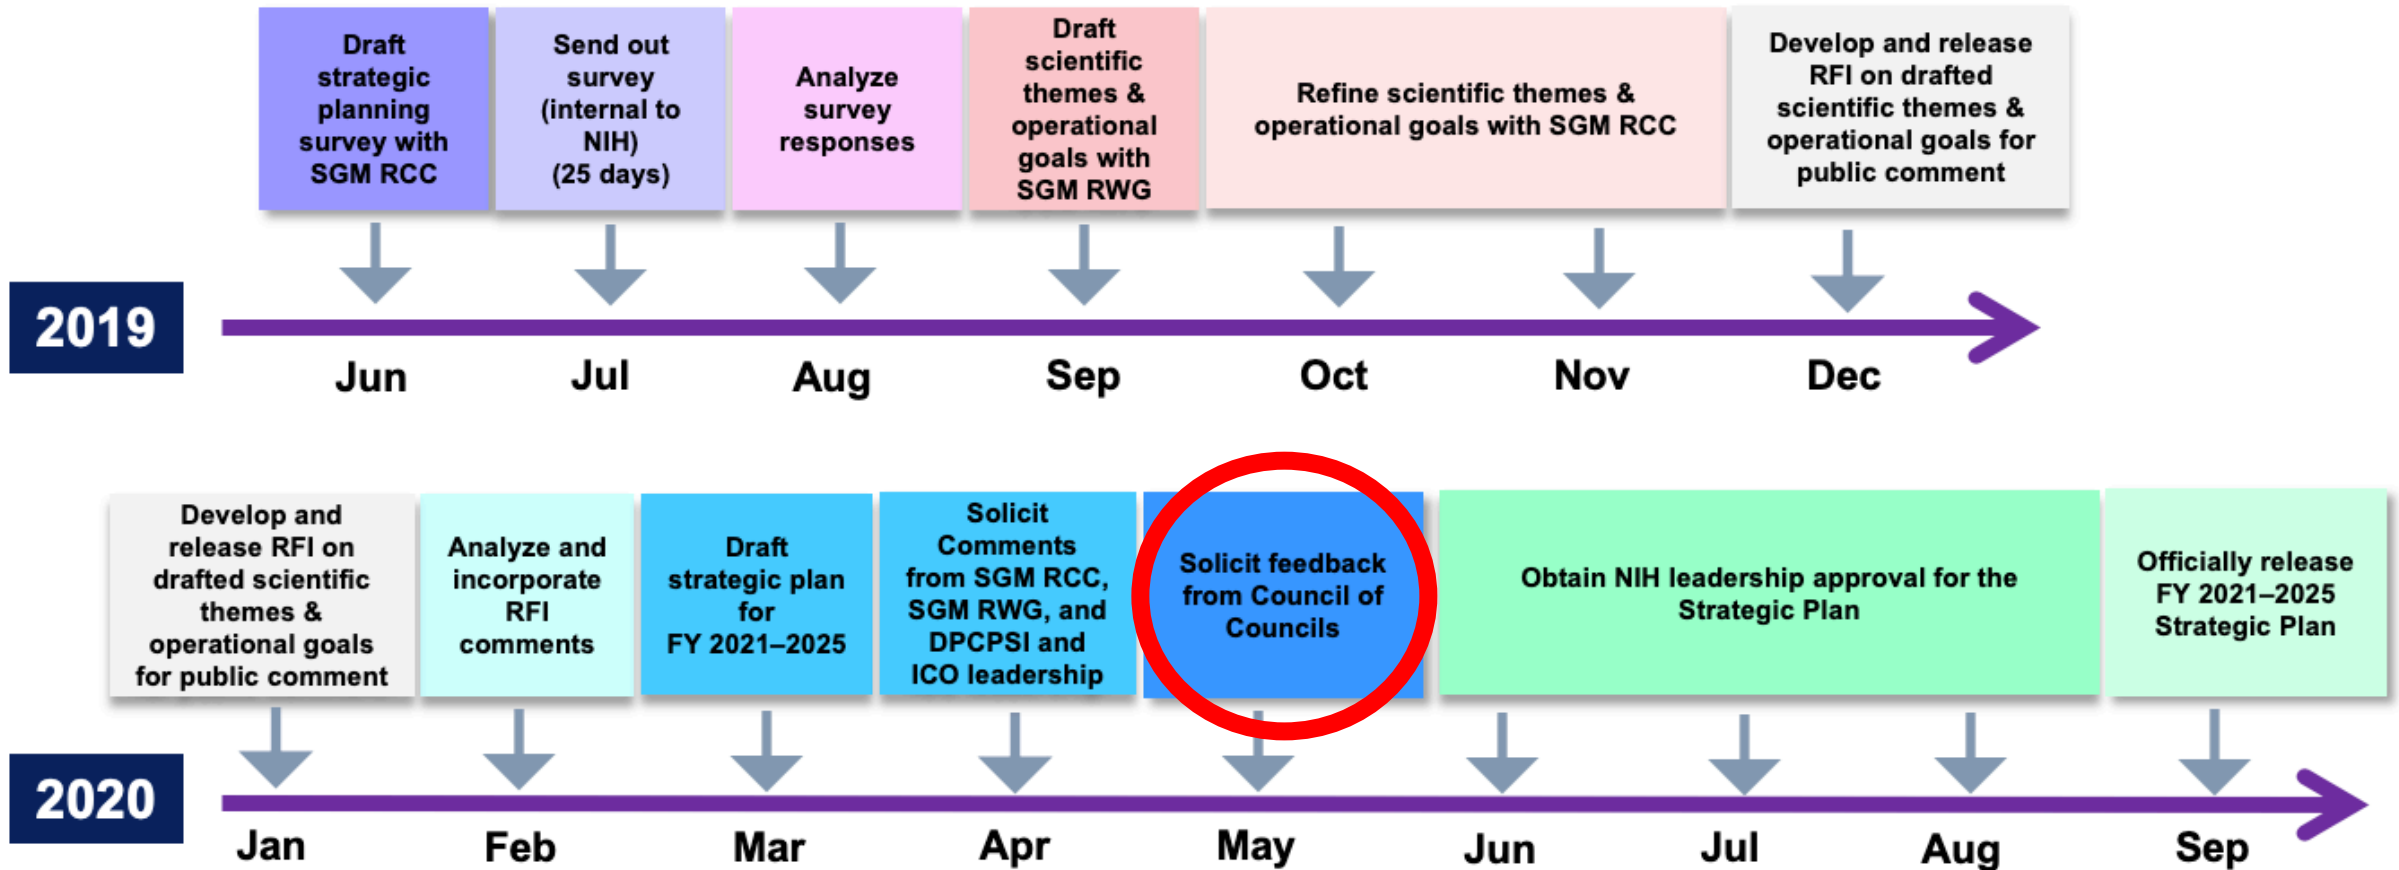 Draft
strategic
planning
survey with
SGM RCC
Send out
survey
(internal to
NIH)
(25 days)
Analyze
survey
responses
Draft
scientific
themes &
operational
goals with
SGM RWG
Refine scientific themes &
operational goals with SGM RCC
Develop and release
RFI on drafted
scientific themes &
operational goals for
public comment
2019
Jun
Jul
Aug
Sep
Oct
Nov
Dec
Develop and
release RFI on
drafted scientific
themes &
operational goals
for public comment
Analyze and
incorporate
RFI
comments
Draft
strategic plan
for
FY 2021–2025
Solicit
Comments
from SGM RCC,
SGM RWG, and
DPCPSI and
ICO leadership
Solicit feedback
from Council of
Councils
Obtain NIH leadership approval for the
Strategic Plan
Officially release
FY 2021–2025
Strategic Plan
2020
Jan
Feb
Mar
Apr
May
Jun
Jul
Aug
Sep